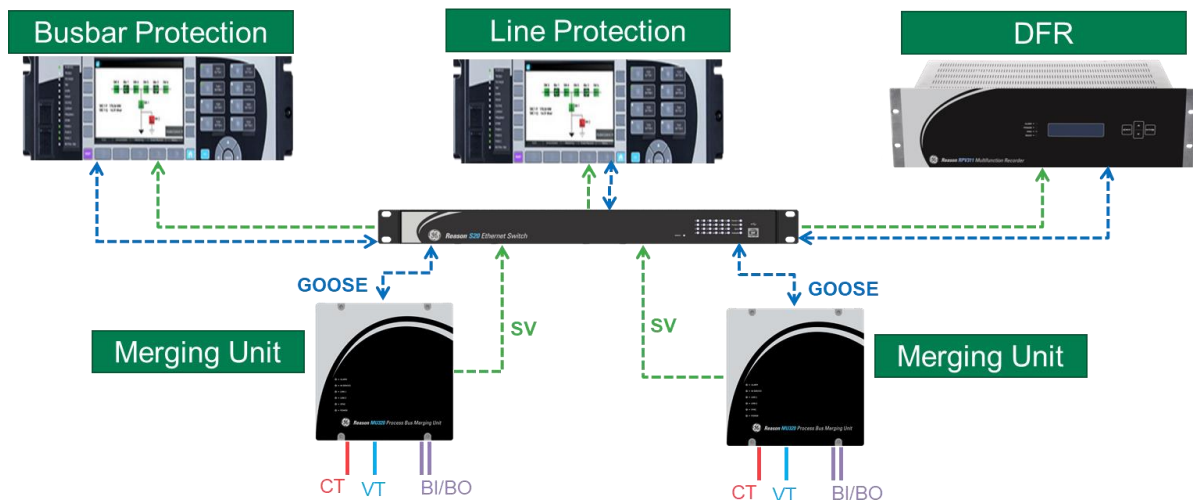 Busbar Protection
Line Protection
DFR
Reason RPV311 Multifunction Recorder
Reason S20 Ethernet Switch
GOOSE
GOOSE
SV
SV
Merging Unit
Merging Unit
Reason MU320 Process Bus Merging Unit
Reason MU320 Process Bus Merging Unit
CT
VT
BI/BO
CT
VT
BI/BO